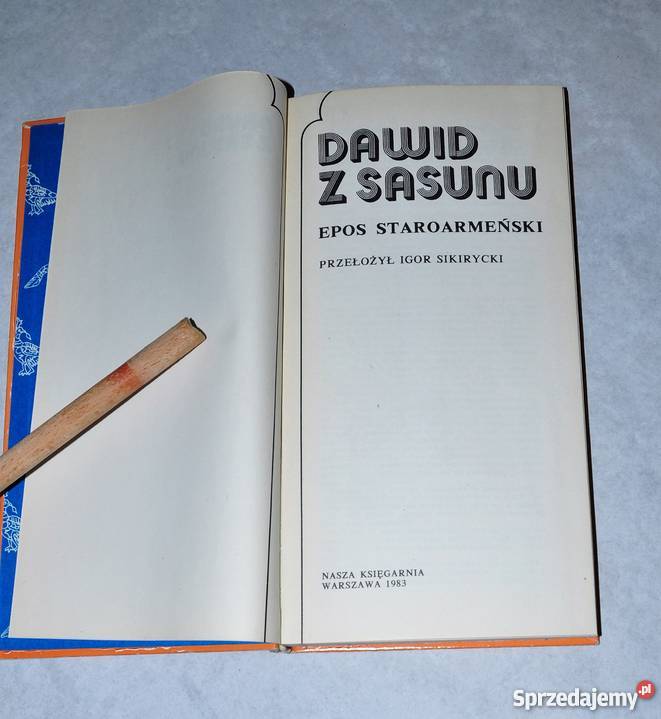 DAWID
Z SASUNU
EPOS STAROARMEŃSKI
PRZEŁOŻYŁ IGOR SIKIRYCKI
NASZA KSIĘGARNIA
WARSZAWA 1983
Sprzedajemy.pl